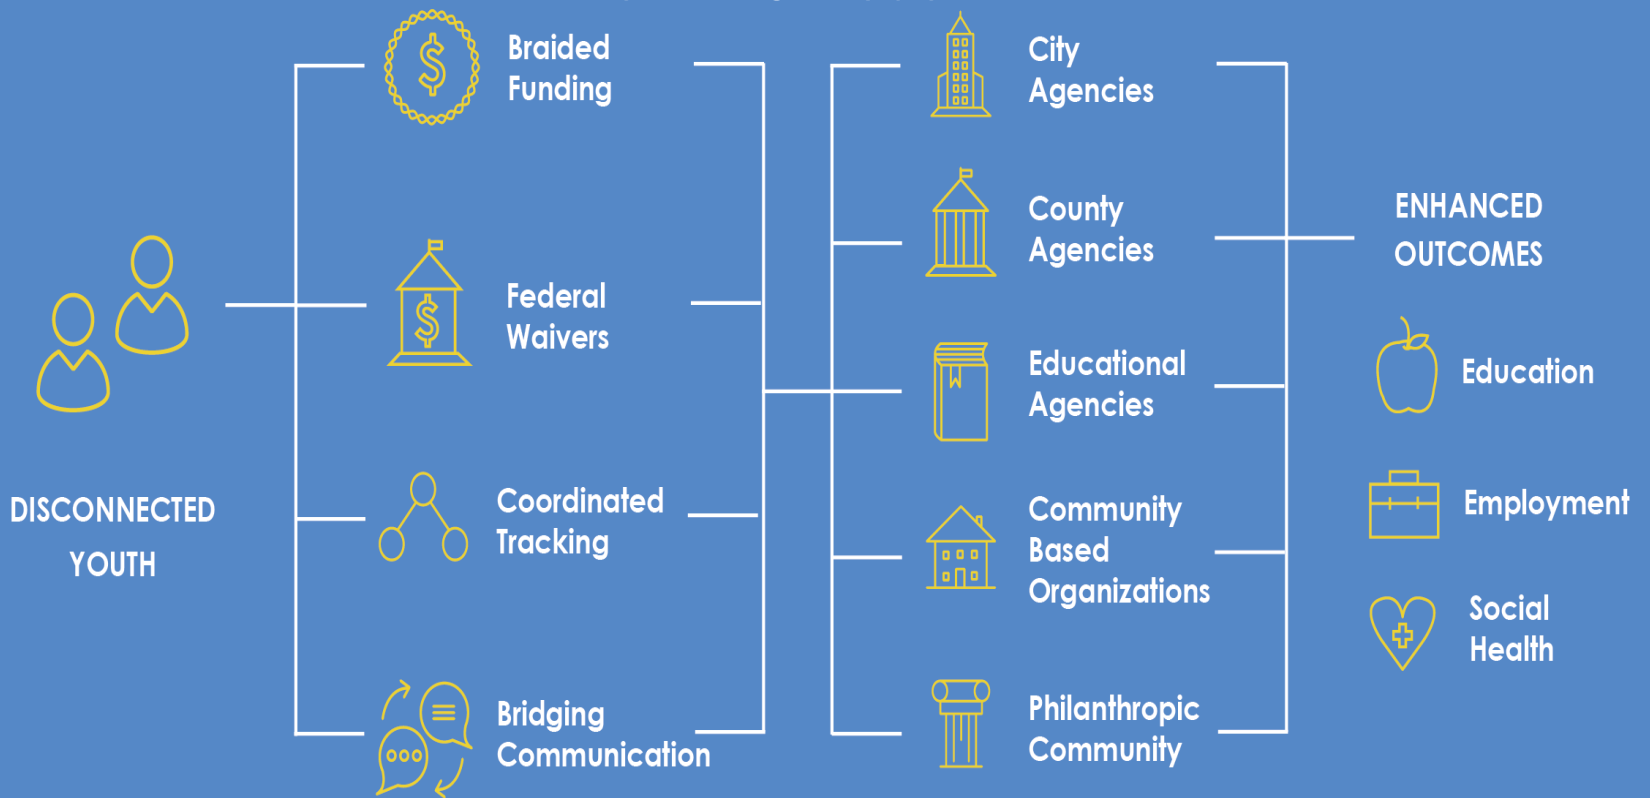 DISCONNECTED
YOUTH
Braided
Funding
Federal
Waivers
Coordinated
Tracking
Bridging
Communication
City
Agencies
County
Agencies
Educational
Agencies
Community
Based
Organizations
Philanthropic
Community
ENHANCED
OUTCOMES
Education
Employment
Social
Health